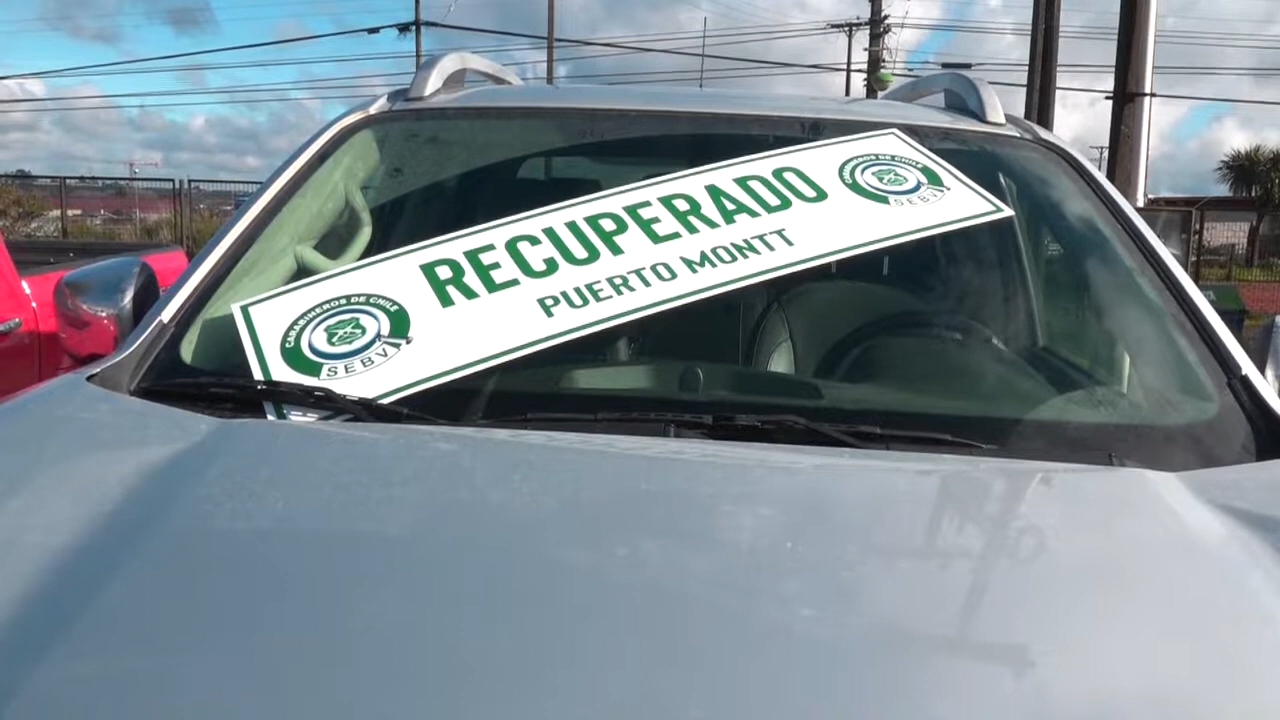 RECUPERADO
PUERTO MONTT
CARABINEROS DE CHILE
SEBV
CARABINEROS DE CHILE
SEBV